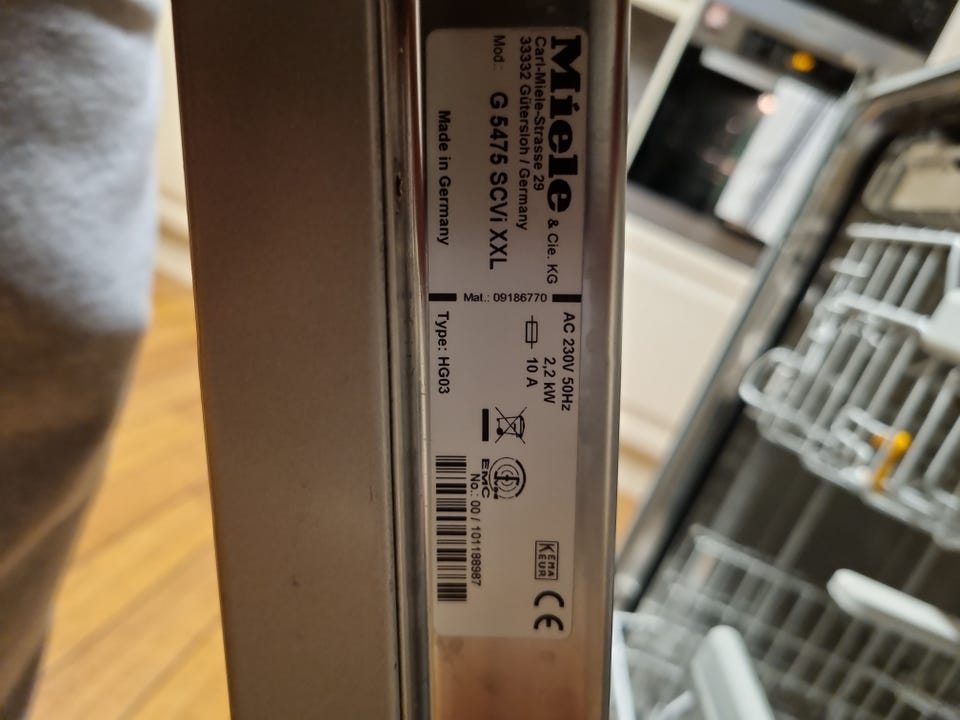 Miele & Cie. KG
Carl-Miele-Strasse 29
33332 Gütersloh / Germany
Mod.: G 5475 SCVi XXL
Made in Germany
Mat.: 09186770
AC 230V 50Hz
2,2 kW
10 A
Type: HG03
EMC
No.: 00 / 101188987
KEMA
KEUR
CE